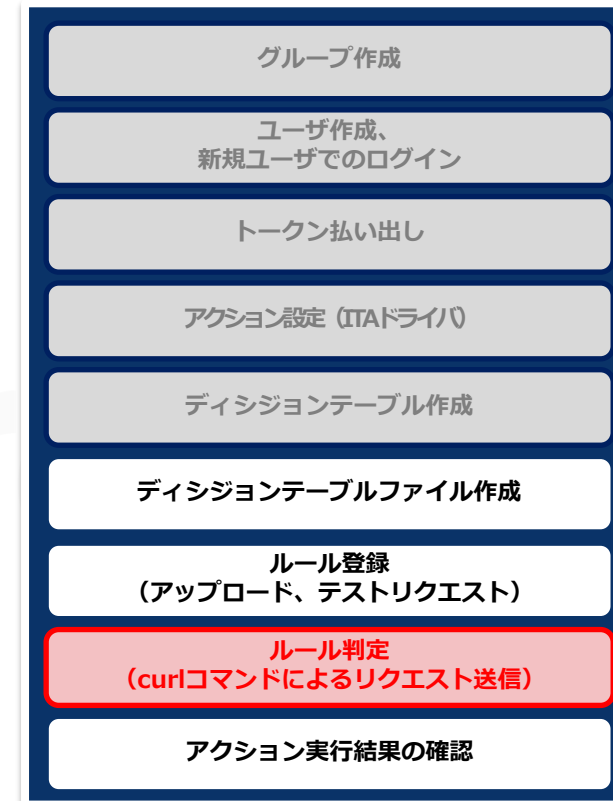 グループ作成
ユーザ作成、
新規ユーザでのログイン
トークン払い出し
アクション設定（ITAドライバ）
ディシジョンテーブル作成
ディシジョンテーブルファイル作成
ルール登録
（アップロード、テストリクエスト）
ルール判定
（curlコマンドによるリクエスト送信）
アクション実行結果の確認